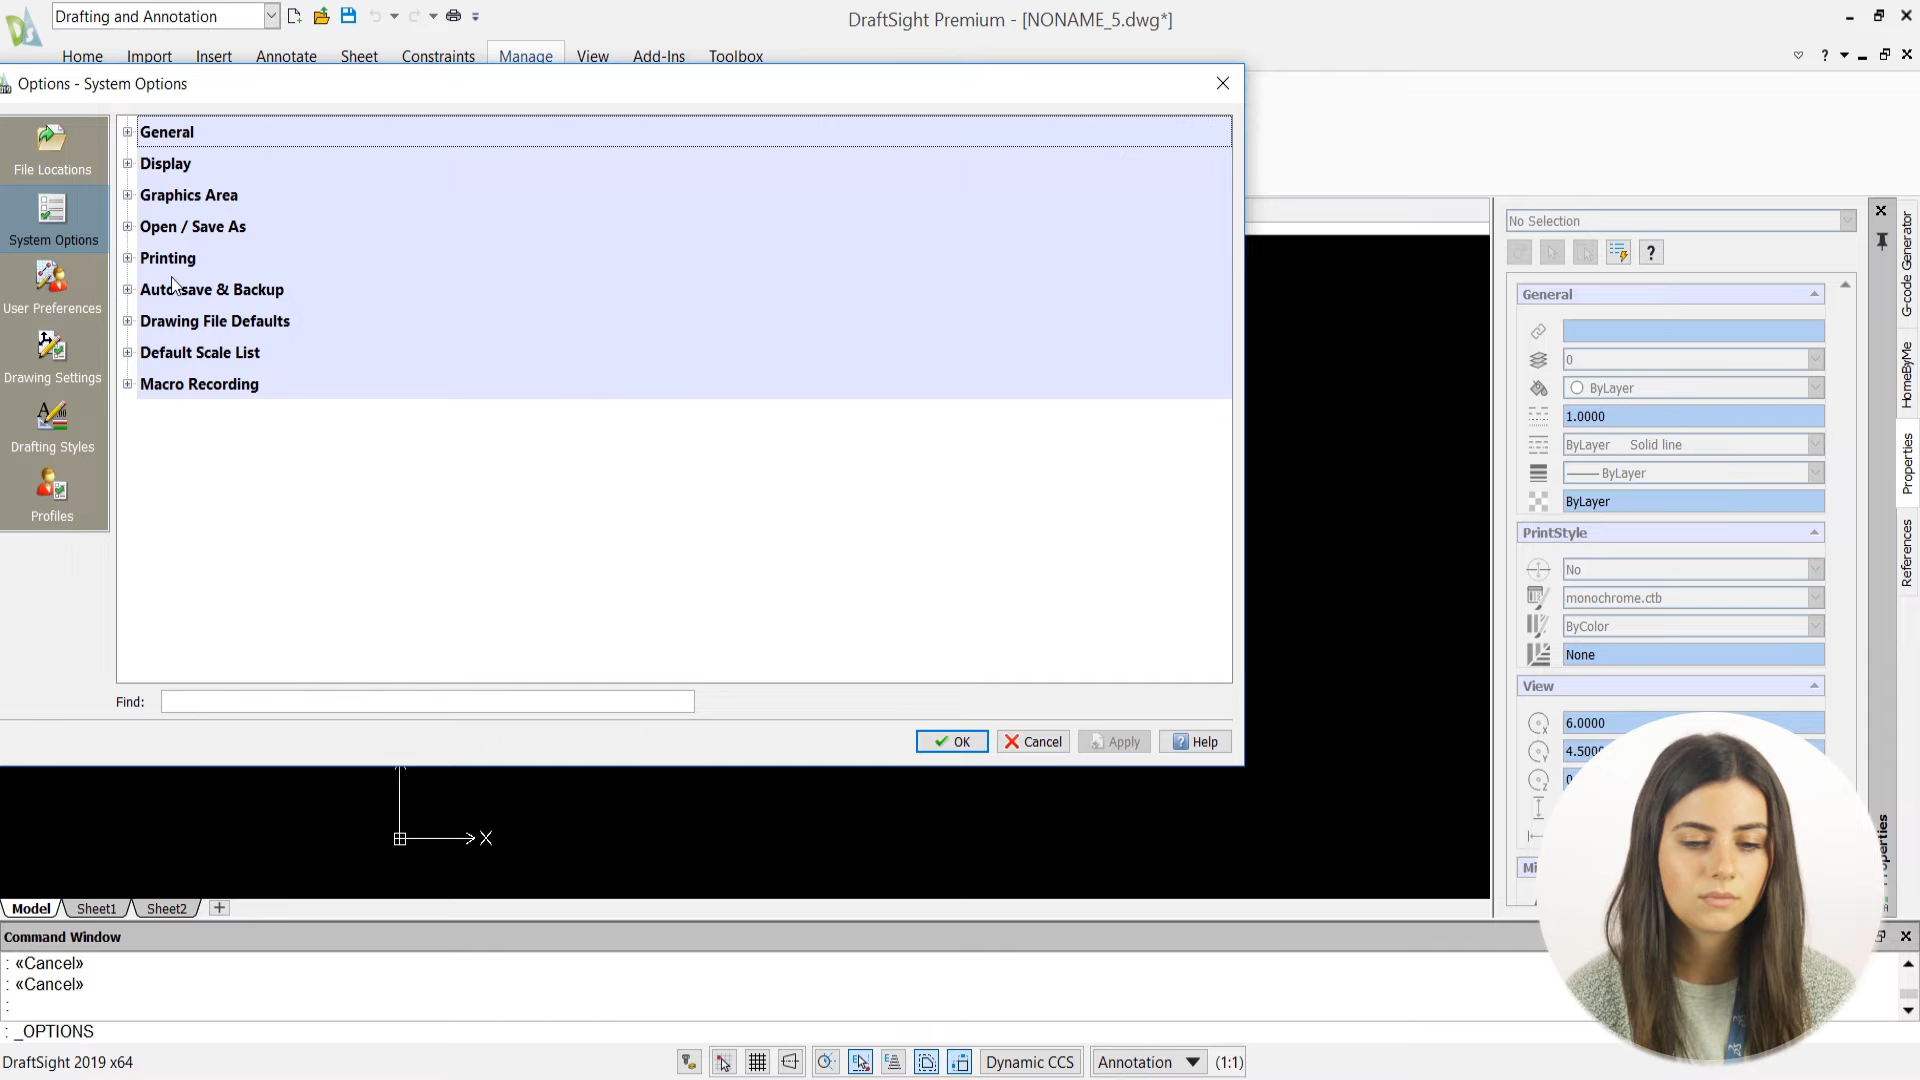 Drafting and Annotation
DraftSight Premium - [NONAME_5.dwg*]
Home Import Insert Annotate Sheet Constraints Manage View Add-Ins Toolbox
Options - System Options
File Locations
System Options
User Preferences
Drawing Settings
Drafting Styles
Profiles
General
Display
Graphics Area
Open / Save As
Printing
Auto-save & Backup
Drawing File Defaults
Default Scale List
Macro Recording
Find:
OK Cancel Apply ? Help
No Selection
?
General
0
ByLayer
1.0000
ByLayer Solid line
ByLayer
ByLayer
PrintStyle
No
monochrome.ctb
ByColor
None
View
6.0000
4.5000
G-code Generator
HomeByMe
Properties
References
X
Model Sheet1 Sheet2 +
Command Window
: «Cancel»
: «Cancel»
:
: _OPTIONS
DraftSight 2019 x64
Dynamic CCS
Annotation
(1:1)